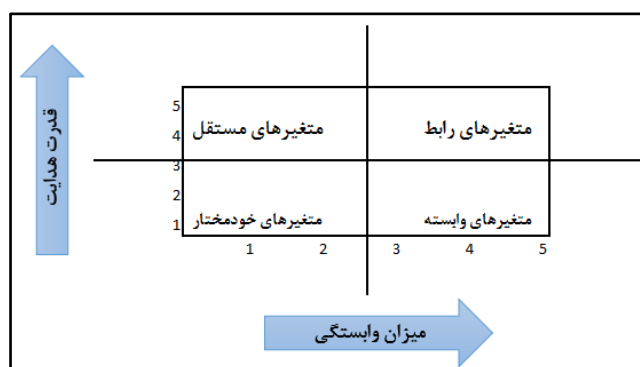 قدرت هدایت
5
متغیرهای رابط
متغیرهای مستقل
4
3
2
متغیرهای وابسته
متغیرهای خودمختار
1
1 2 3 4 5
میزان وابستگی